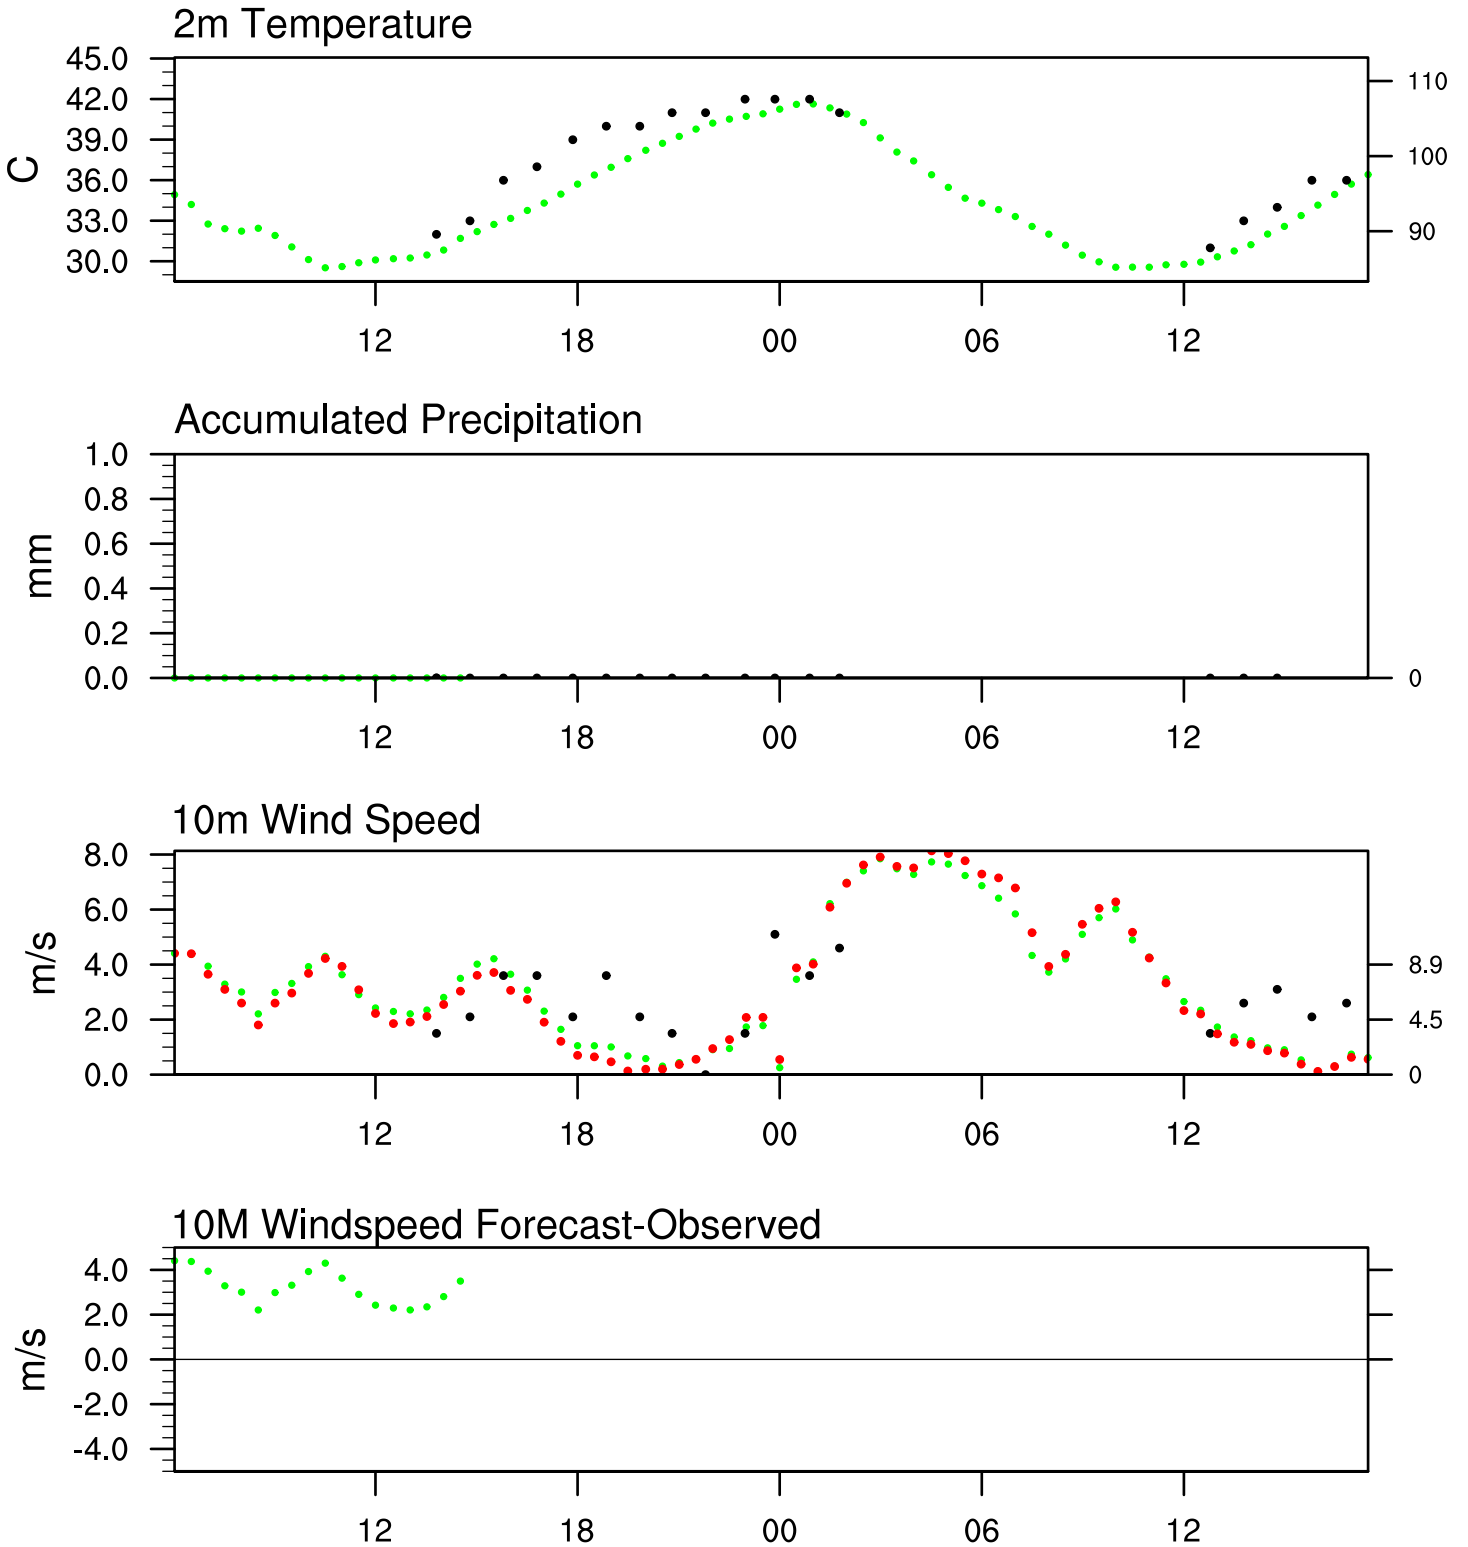 2m Temperature
45.0
42.0
39.0
36.0
33.0
30.0
C
110
100
90
12 18 00 06 12
Accumulated Precipitation
1.0
0.8
0.6
0.4
0.2
0.0
mm
0
12 18 00 06 12
10m Wind Speed
8.0
6.0
4.0
2.0
0.0
m/s
8.9
4.5
0
12 18 00 06 12
10M Windspeed Forecast-Observed
4.0
2.0
0.0
-2.0
-4.0
m/s
12 18 00 06 12